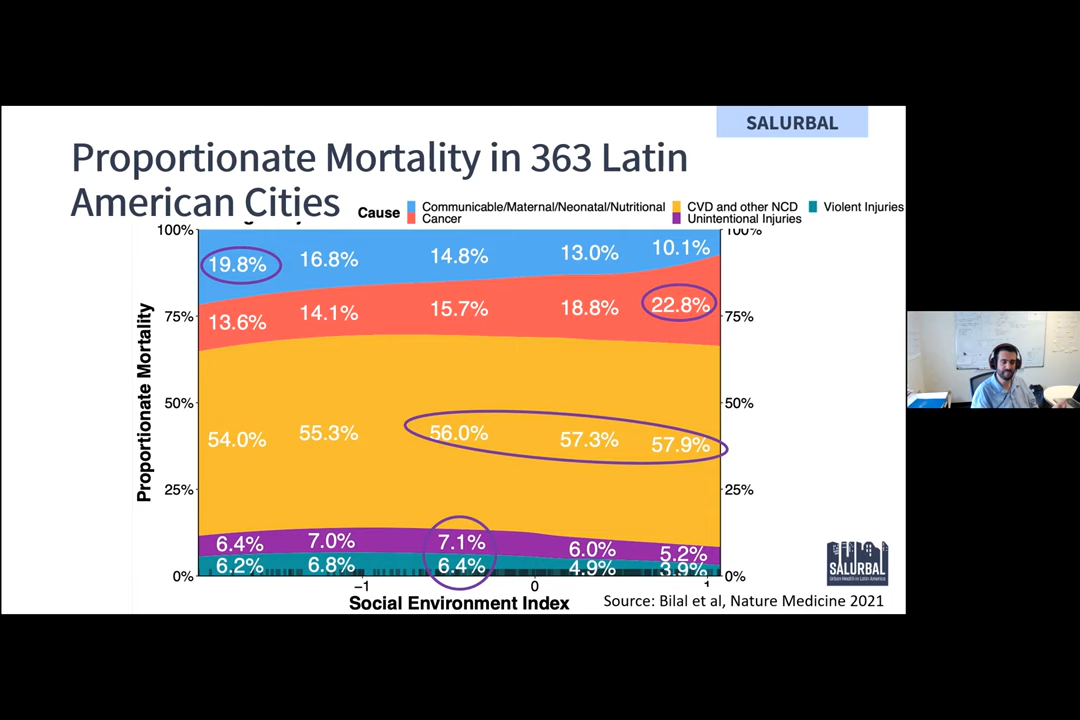 SALURBAL
Proportionate Mortality in 363 Latin
American Cities
Cause
Communicable/Maternal/Neonatal/Nutritional
CVD and other NCD
Violent Injuries
Cancer
Unintentional Injuries
100%
100%
19.8%
16.8%
14.8%
13.0%
10.1%
75%
13.6%
14.1%
15.7%
18.8%
22.8%
75%
Proportionate Mortality
50%
50%
54.0%
55.3%
56.0%
57.3%
57.9%
25%
25%
6.4%
7.0%
7.1%
6.0%
5.2%
6.2%
6.8%
6.4%
4.9%
3.9%
0%
0%
−1
0
1
Social Environment Index
SALURBAL
Urban Health in Latin America
Source: Bilal et al, Nature Medicine 2021